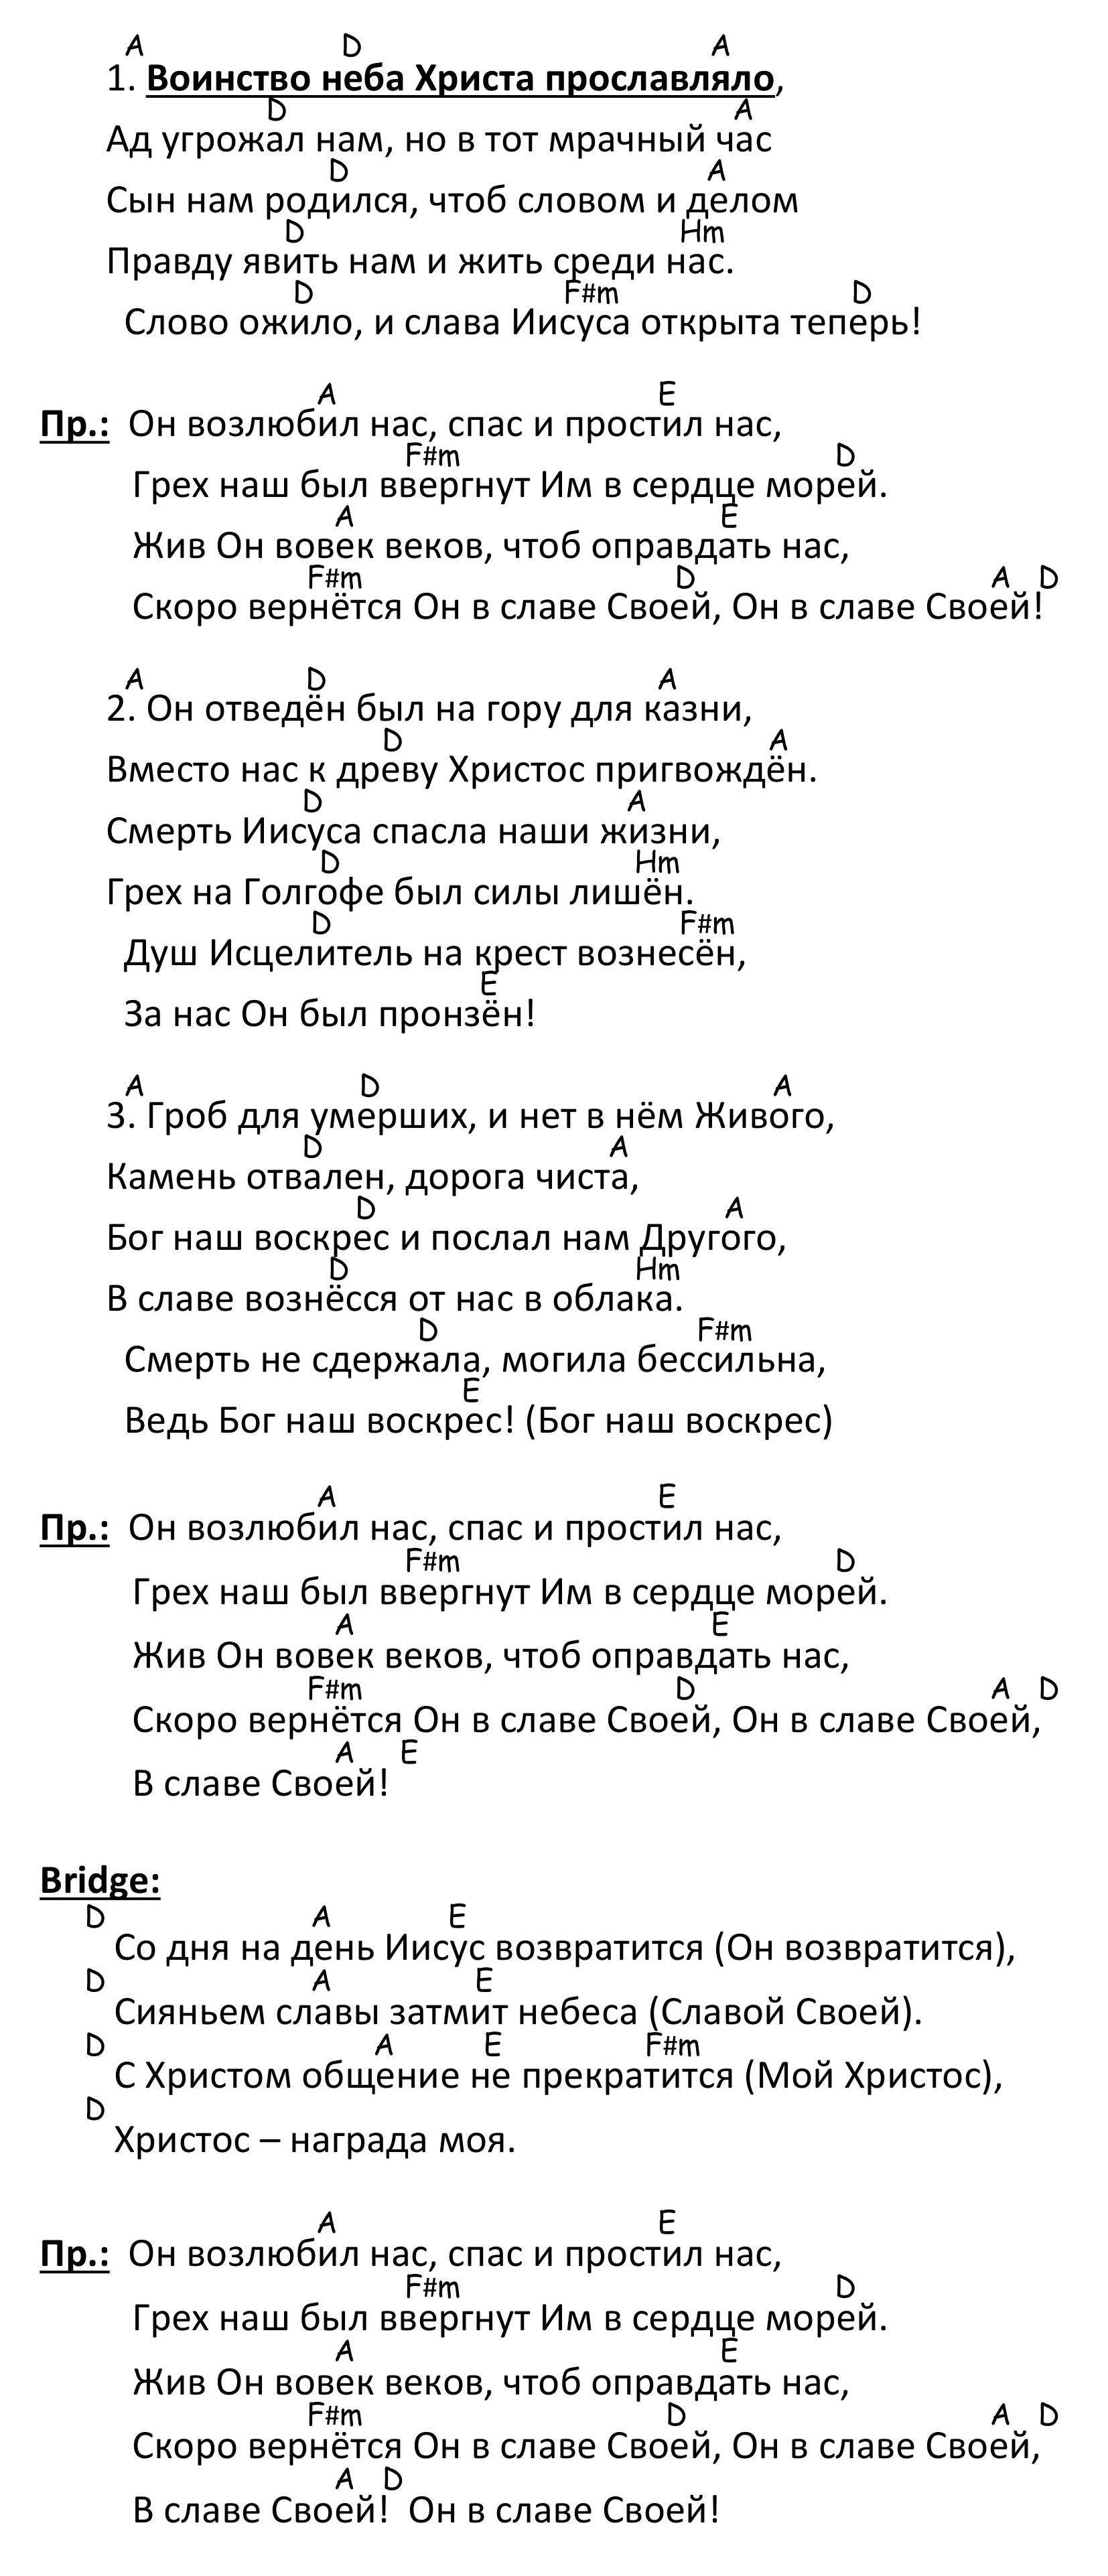 A D A
1. Воинство неба Христа прославляло,
D A
Ад угрожал нам, но в тот мрачный час
D A
Сын нам родился, чтоб словом и делом
D Hm
Правду явить нам и жить среди нас.
D F#m D
Слово ожило, и слава Иисуса открыта теперь!
A E
Пр.: Он возлюбил нас, спас и простил нас,
F#m D
Грех наш был ввергнут Им в сердце морей.
A E
Жив Он вовек веков, чтоб оправдать нас,
F#m D A D
Скоро вернётся Он в славе Своей, Он в славе Своей!
A D A
2. Он отведён был на гору для казни,
D A
Вместо нас к древу Христос пригвождён.
D A
Смерть Иисуса спасла наши жизни,
D Hm
Грех на Голгофе был силы лишён.
D F#m
Душ Исцелитель на крест вознесён,
E
За нас Он был пронзён!
A D A
3. Гроб для умерших, и нет в нём Живого,
D A
Камень отвален, дорога чиста,
D A
Бог наш воскрес и послал нам Другого,
D Hm
В славе вознёсся от нас в облака.
D F#m
Смерть не сдержала, могила бессильна,
E
Ведь Бог наш воскрес! (Бог наш воскрес)
A E
Пр.: Он возлюбил нас, спас и простил нас,
F#m D
Грех наш был ввергнут Им в сердце морей.
A E
Жив Он вовек веков, чтоб оправдать нас,
F#m D A D
Скоро вернётся Он в славе Своей, Он в славе Своей,
A E
В славе Своей!
Bridge:
D A E
Со дня на день Иисус возвратится (Он возвратится),
D A E
Сияньем славы затмит небеса (Славой Своей).
D A E F#m
С Христом общение не прекратится (Мой Христос),
D
Христос – награда моя.
A E
Пр.: Он возлюбил нас, спас и простил нас,
F#m D
Грех наш был ввергнут Им в сердце морей.
A E
Жив Он вовек веков, чтоб оправдать нас,
F#m D A D
Скоро вернётся Он в славе Своей, Он в славе Своей,
A D
В славе Своей! Он в славе Своей!